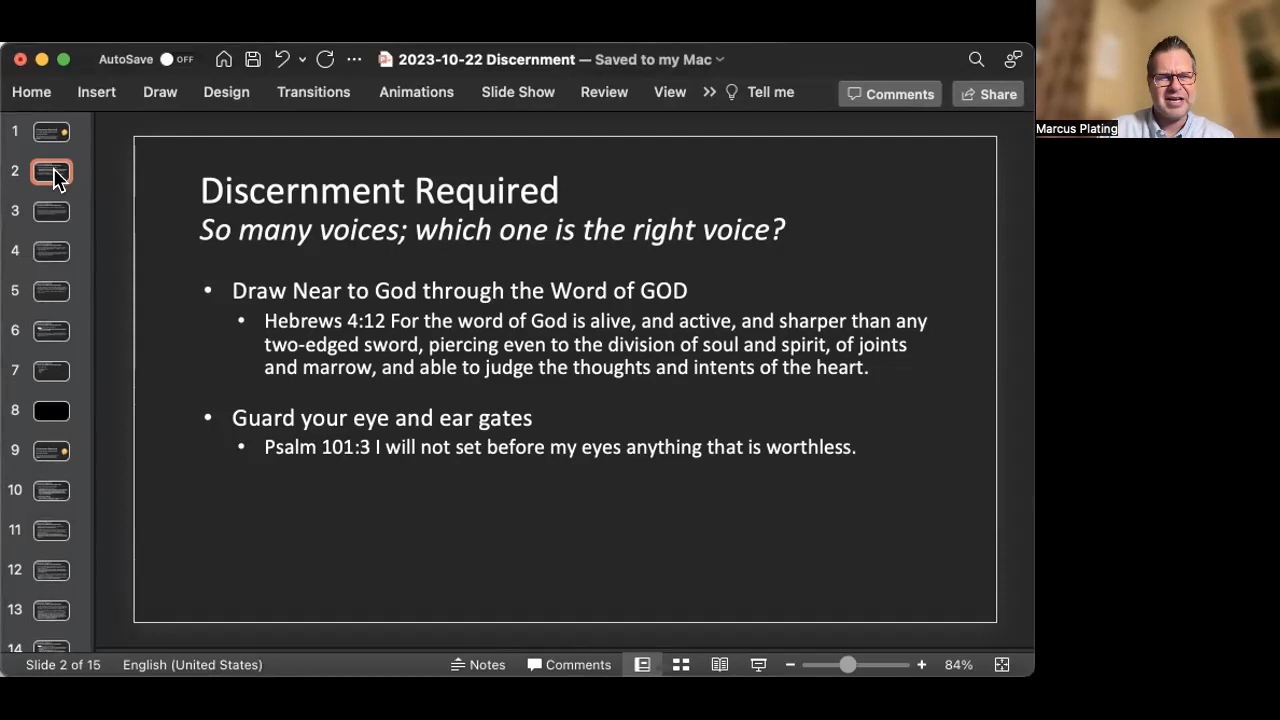 AutoSave OFF
2023-10-22 Discernment — Saved to my Mac
Home Insert Draw Design Transitions Animations Slide Show Review View Tell me Comments Share
Marcus Plating
1
2
3
4
5
6
7
8
9
10
11
12
13
14
Discernment Required
So many voices; which one is the right voice?
• Draw Near to God through the Word of GOD
• Hebrews 4:12 For the word of God is alive, and active, and sharper than any
two-edged sword, piercing even to the division of soul and spirit, of joints
and marrow, and able to judge the thoughts and intents of the heart.
• Guard your eye and ear gates
• Psalm 101:3 I will not set before my eyes anything that is worthless.
Slide 2 of 15 English (United States) Notes Comments 84%